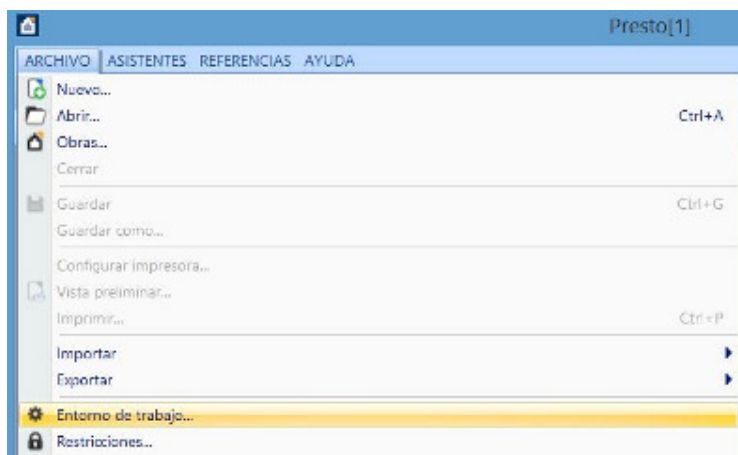 Presto[1]
ARCHIVO ASISTENTES REFERENCIAS AYUDA
Nuevo...
Abrir... Ctrl+A
Obras...
Cerrar
Guardar Ctrl+G
Guardar como...
Configurar impresora...
Vista preliminar...
Imprimir... Ctrl+P
Importar
Exportar
Entorno de trabajo...
Restricciones...